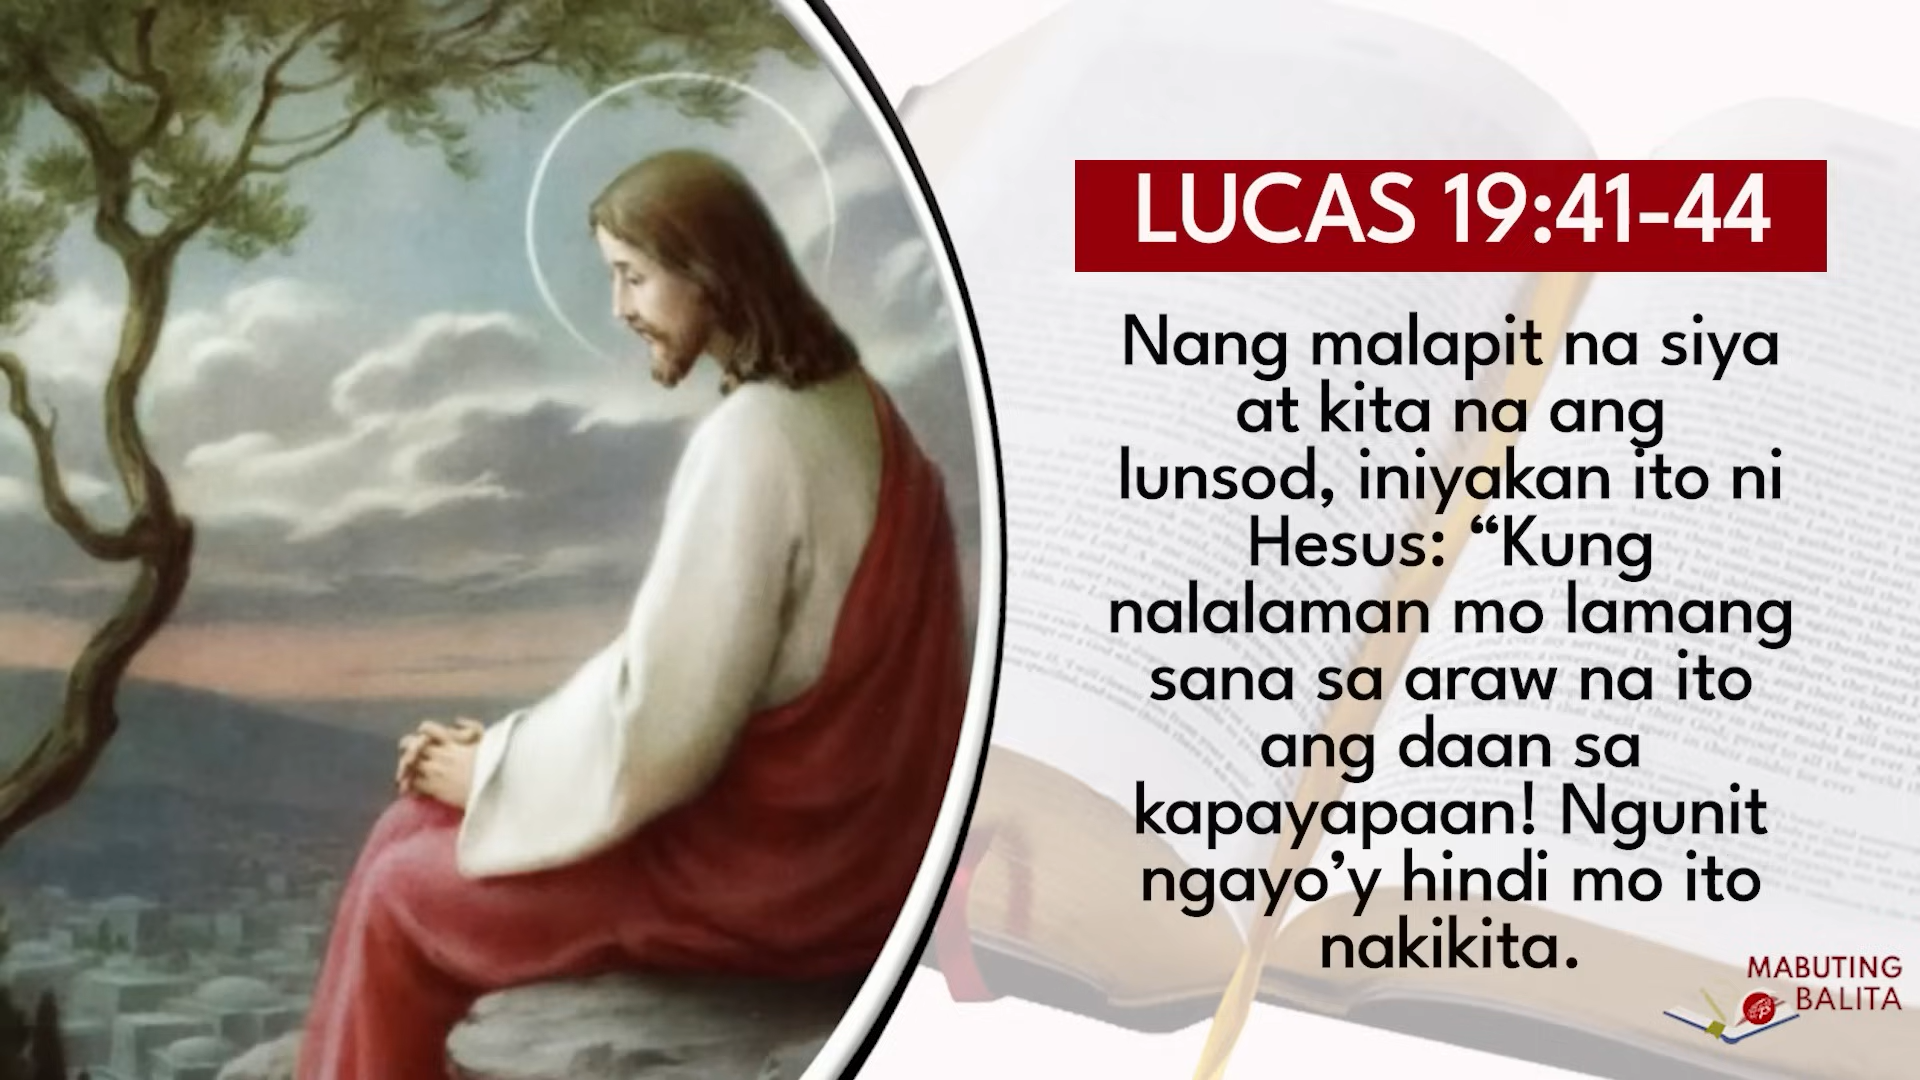 LUCAS 19:41-44
Nang malapit na siya
at kita na ang
lunsod, iniyakan ito ni
Hesus: “Kung
nalalaman mo lamang
sana sa araw na ito
ang daan sa
kapayapaan! Ngunit
ngayo’y hindi mo ito
nakikita.
MABUTING
BALITA